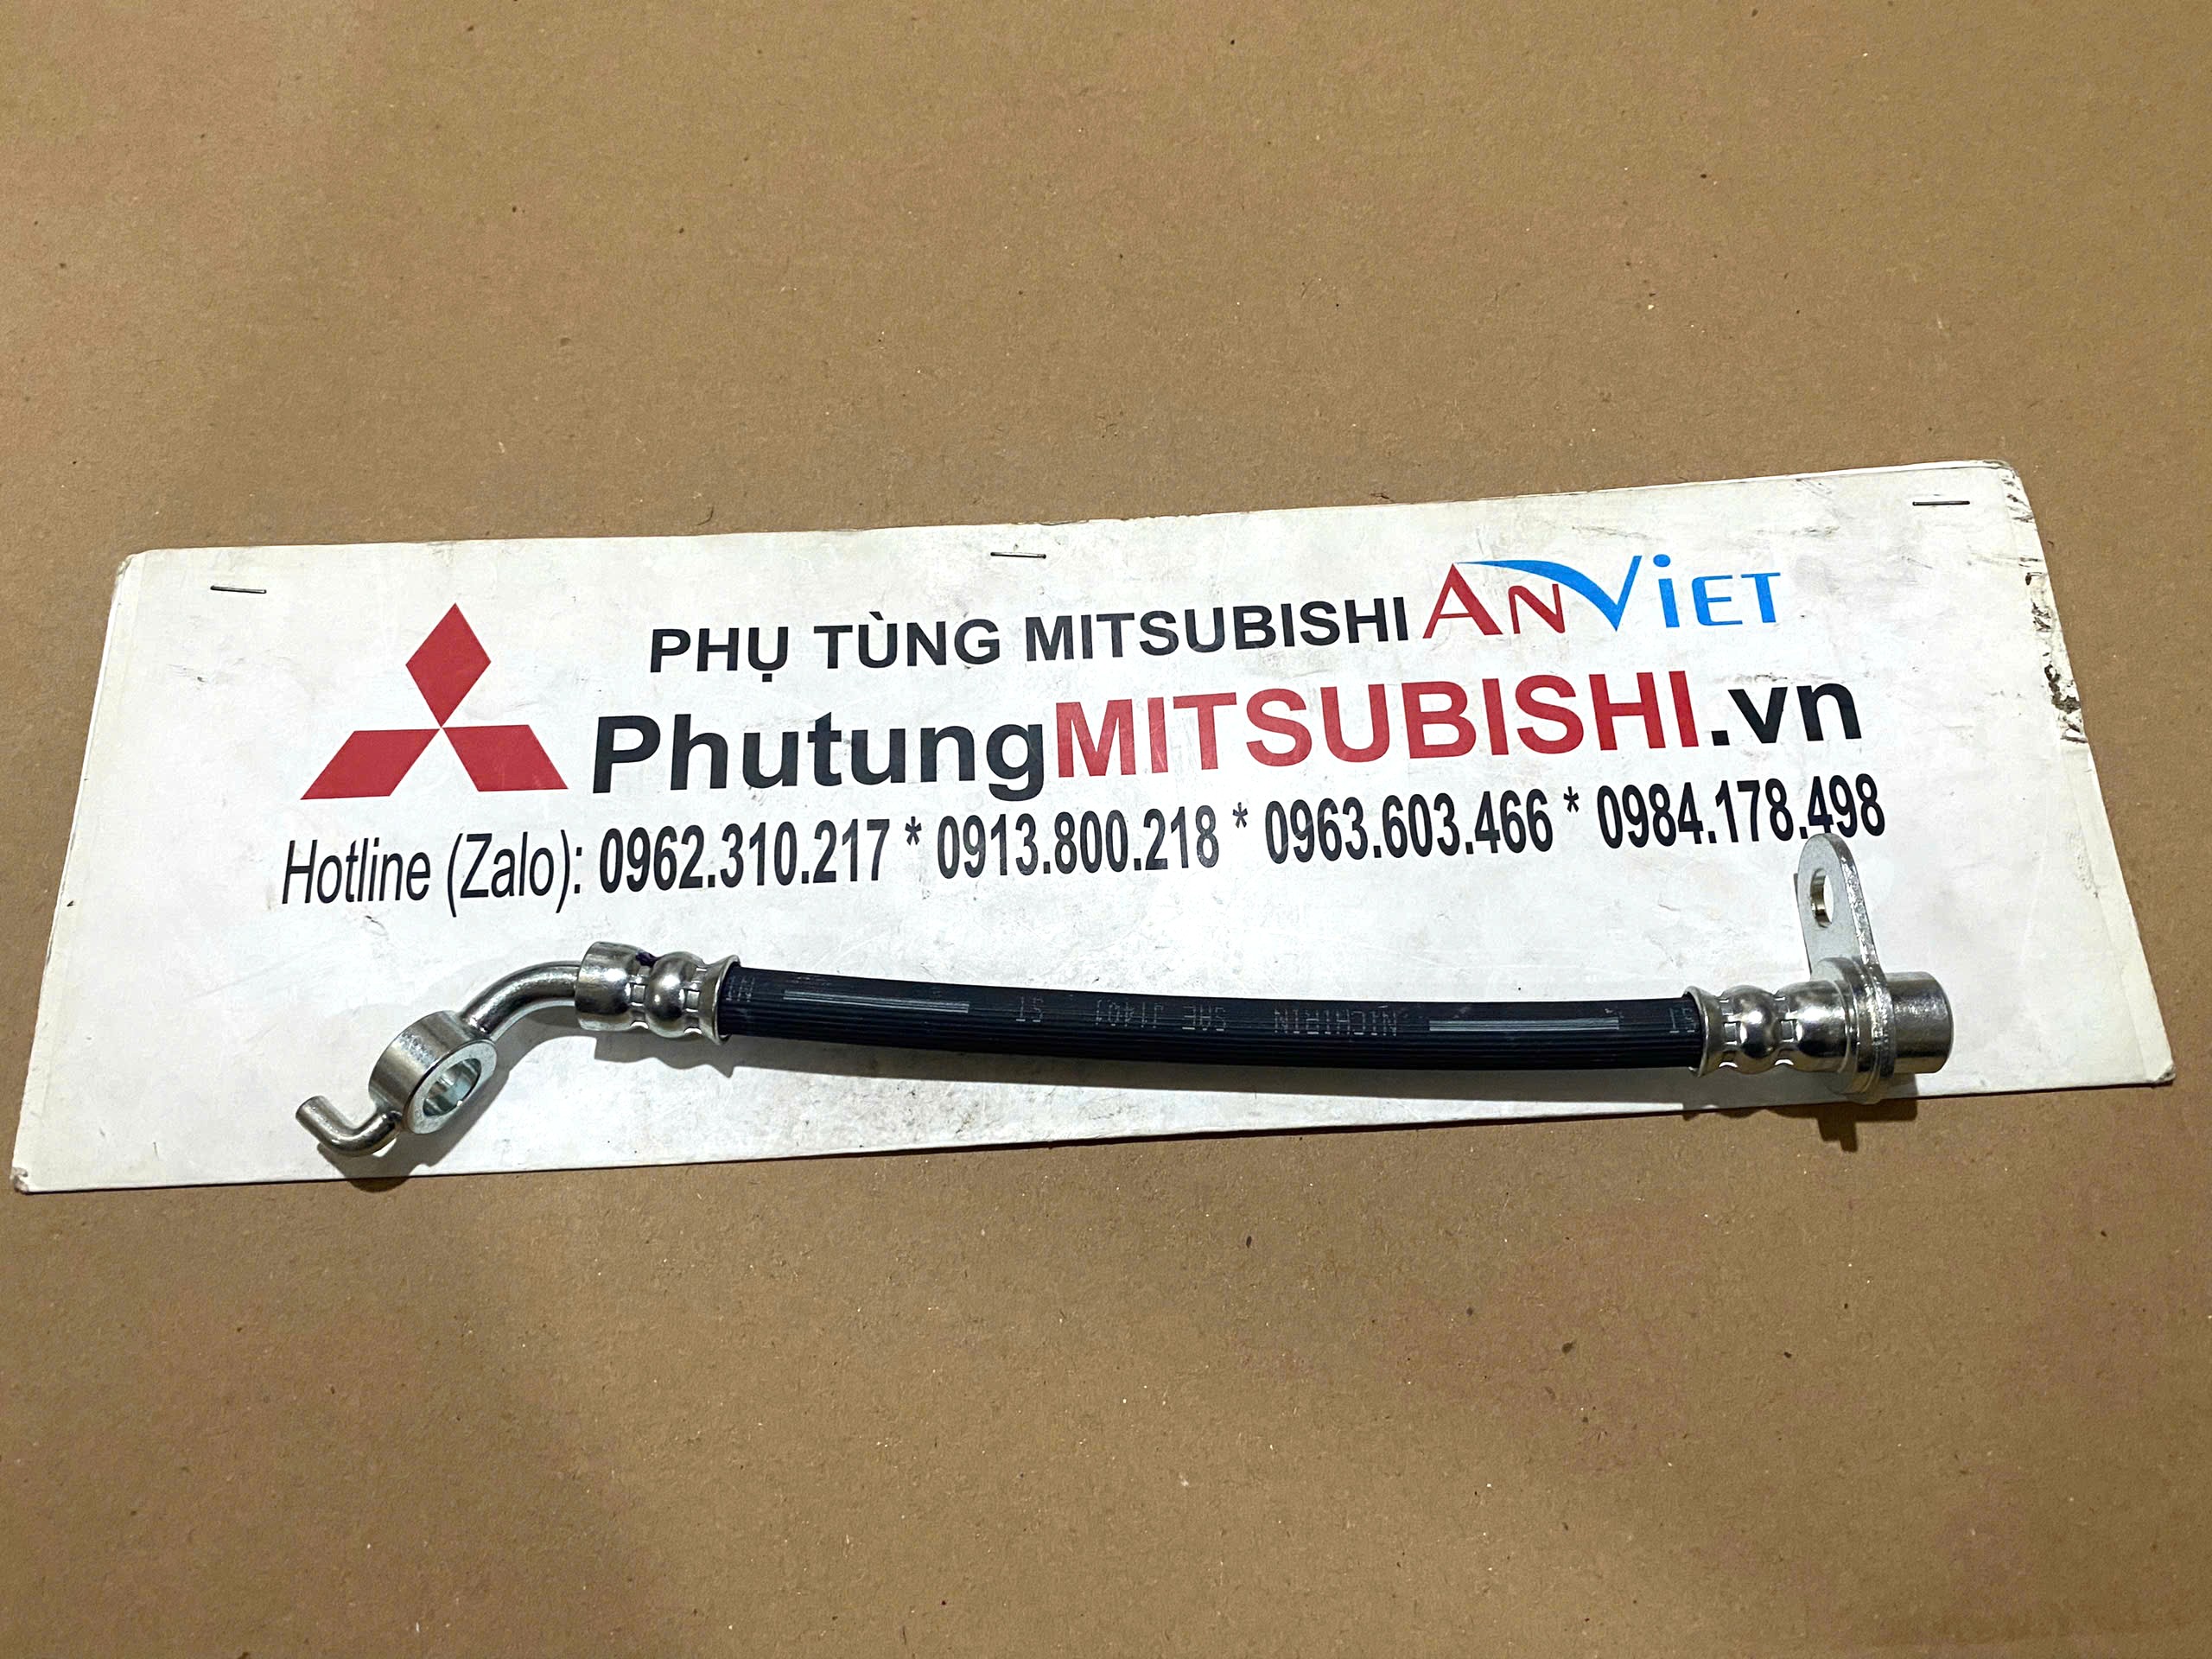 PHỤ TÙNG MITSUBISHI ANVIET
PhutungMITSUBISHI.vn
Hotline (Zalo): 0962.310.217 * 0913.800.218 * 0963.603.466 * 0984.178.498
NICHIRIN SAE J1401 ST